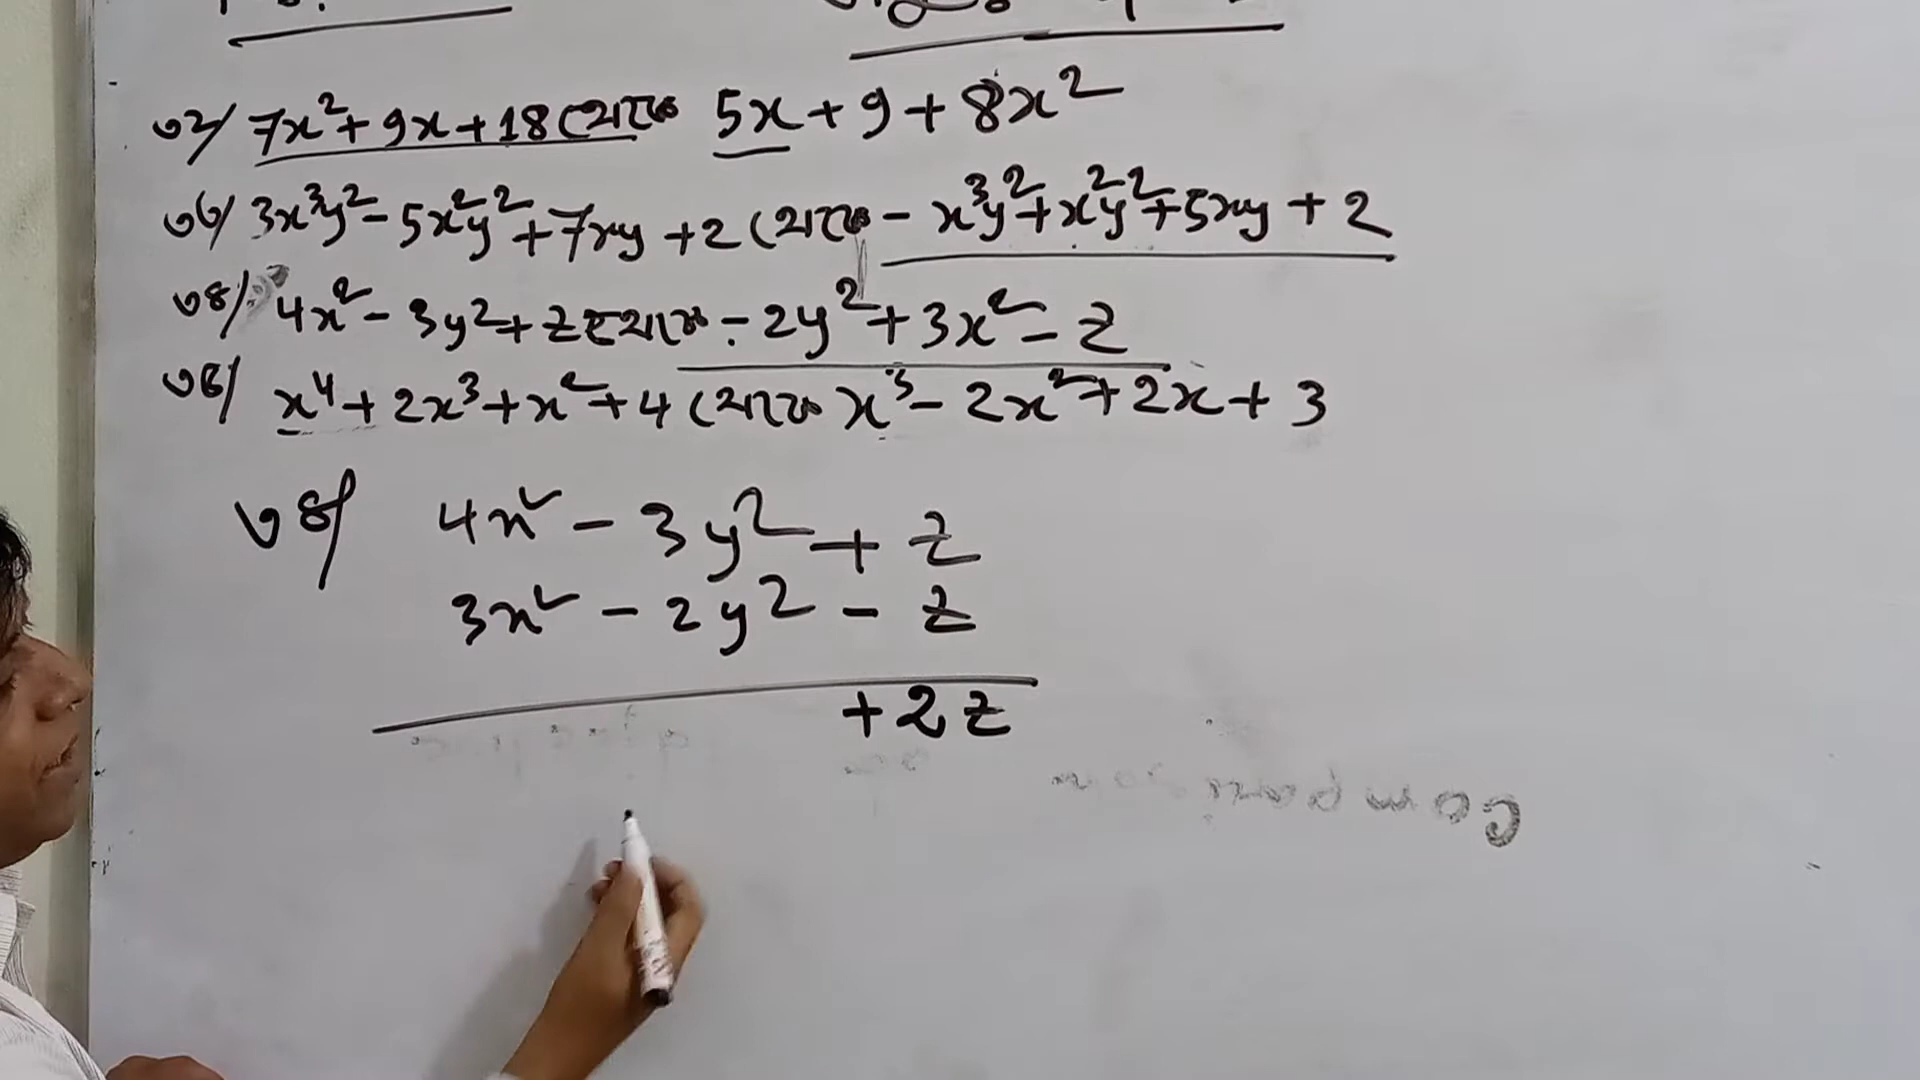 ৩২/ 7x²+9x+18 থেকে 5x+9+8x²
৩৩/ 3x³y²-5x²y²+7xy+2 থেকে -x³y²+x²y²+5xy+2
৩৪/ 4x²-3y²+z থেকে -2y²+3x²-z
৩৫/ x⁴+2x³+x²+4 থেকে x³-2x²+2x+3
৩৪/ 4x²-3y²+z
3x²-2y²-z
+2z